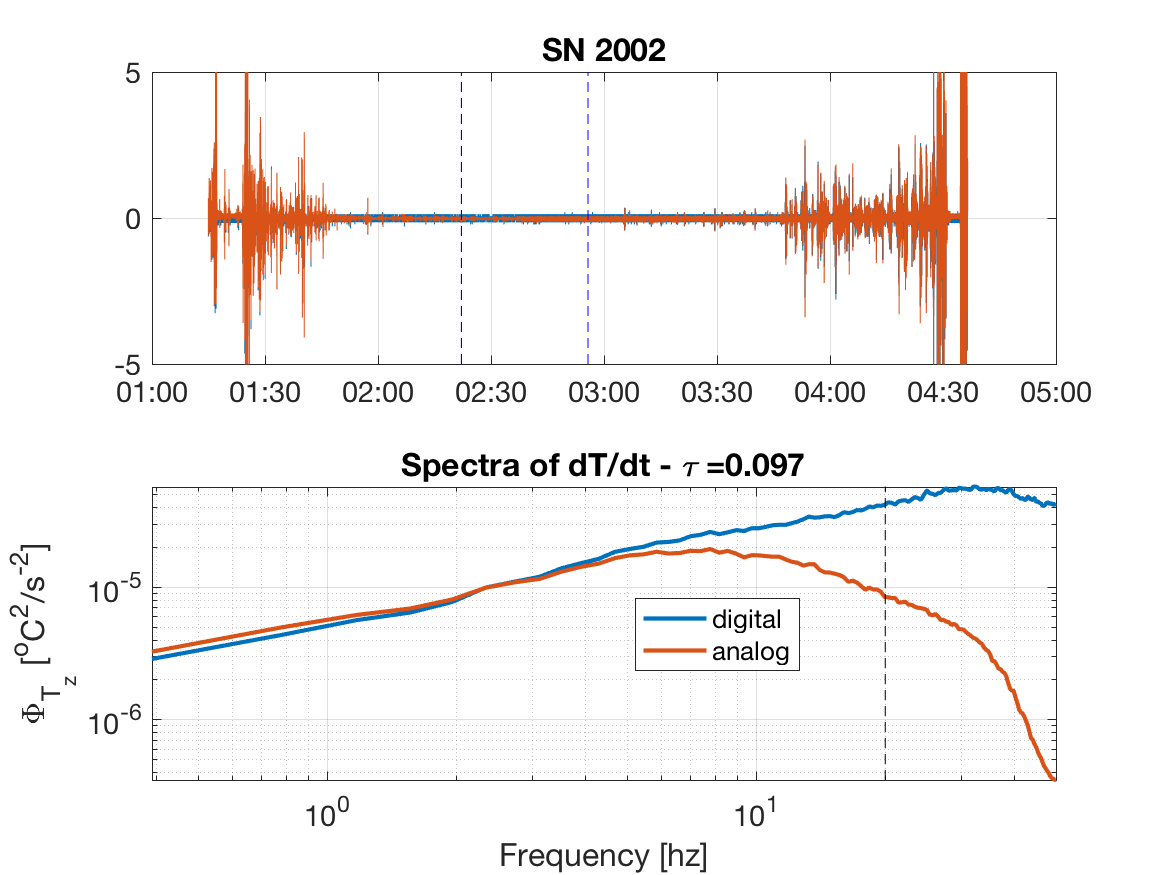 SN 2002
5
0
-5
01:00 01:30 02:00 02:30 03:00 03:30 04:00 04:30 05:00
Spectra of dT/dt - τ =0.097
Φ_{T_z} [°C²/s⁻²]
10⁻⁵
10⁻⁶
digital
analog
10⁰ 10¹
Frequency [hz]